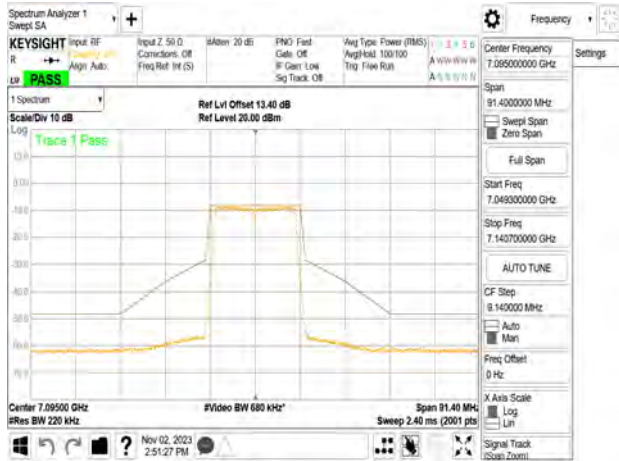 Spectrum Analyzer 1
Swept SA
+
Frequency
KEYSIGHT
Input: RF
Align: Auto
Input Z: 50 Ω
Corrections: Off
Freq Ref: Int (S)
#Atten: 20 dB
PNO: Fast
Gate: Off
IF Gain: Low
Sig Track: Off
Avg Type: Power (RMS)
Avg|Hold: 100/100
Trig: Free Run
1 2 3 4 5 6
A W W W W W
A N N N N N
R
PASS
Center Frequency
7.095000000 GHz
Settings
Span
91.4000000 MHz
Swept Span
Zero Span
Full Span
Start Freq
7.049300000 GHz
Stop Freq
7.140700000 GHz
AUTO TUNE
CF Step
9.140000 MHz
Auto
Man
Freq Offset
0 Hz
X Axis Scale
Log
Lin
Signal Track
(Span Zoom)
1 Spectrum
Scale/Div 10 dB
Ref Lvl Offset 13.40 dB
Ref Level 20.00 dBm
Log
Trace 1 Pass
Center 7.09500 GHz
#Res BW 220 kHz
#Video BW 680 kHz*
Span 91.40 MHz
Sweep 2.40 ms (2001 pts
Nov 02, 2023
2:51:27 PM